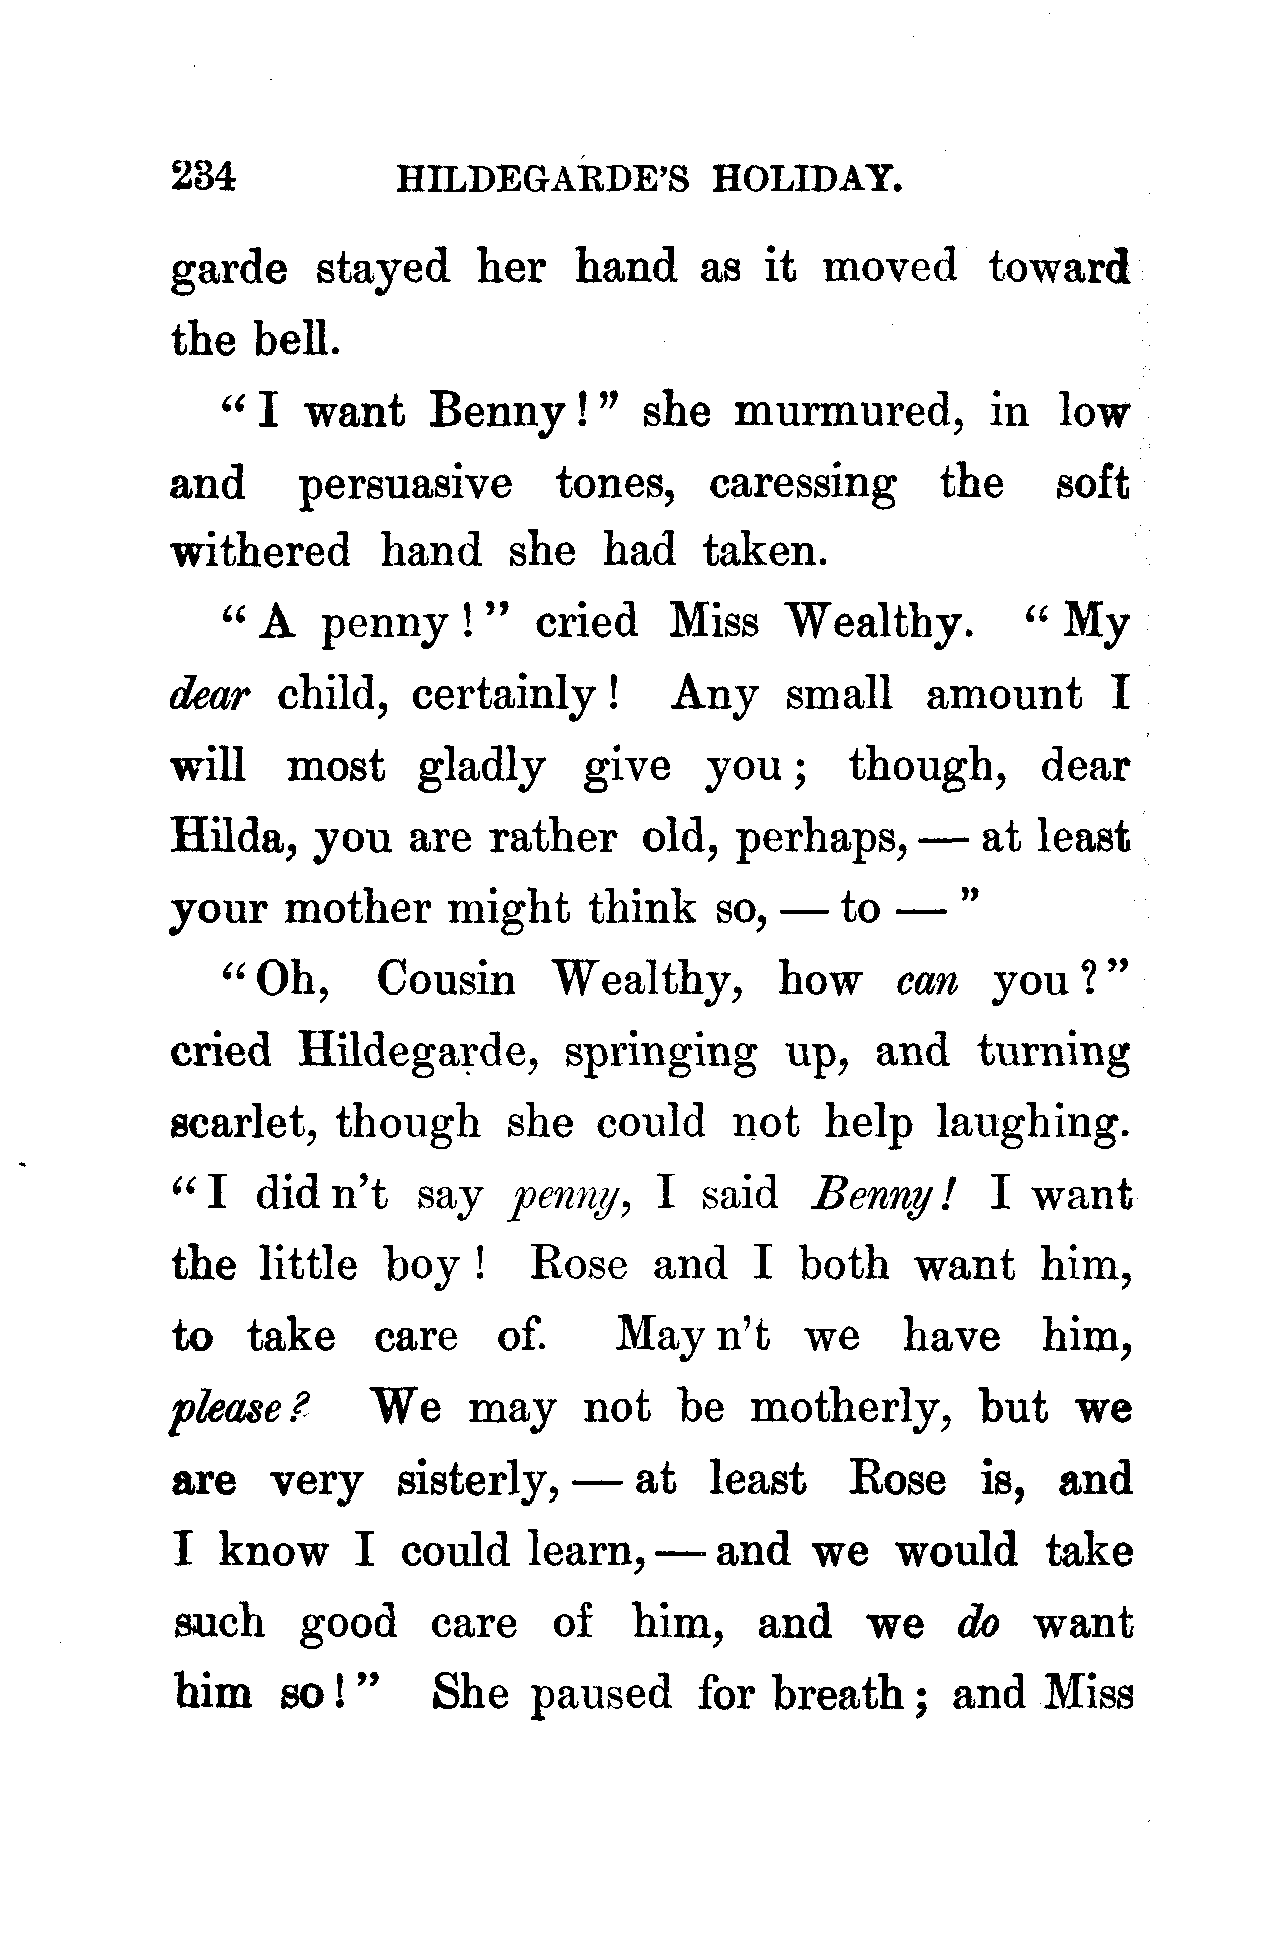 234 HILDEGARDE'S HOLIDAY.
garde stayed her hand as it moved toward
the bell.
"I want Benny!" she murmured, in low
and persuasive tones, caressing the soft
withered hand she had taken.
"A penny!" cried Miss Wealthy. "My
dear child, certainly! Any small amount I
will most gladly give you; though, dear
Hilda, you are rather old, perhaps, — at least
your mother might think so, — to — "
"Oh, Cousin Wealthy, how can you?"
cried Hildegarde, springing up, and turning
scarlet, though she could not help laughing.
"I did n't say penny, I said Benny! I want
the little boy! Rose and I both want him,
to take care of. May n't we have him,
please? We may not be motherly, but we
are very sisterly, — at least Rose is, and
I know I could learn, — and we would take
such good care of him, and we do want
him so!" She paused for breath; and Miss